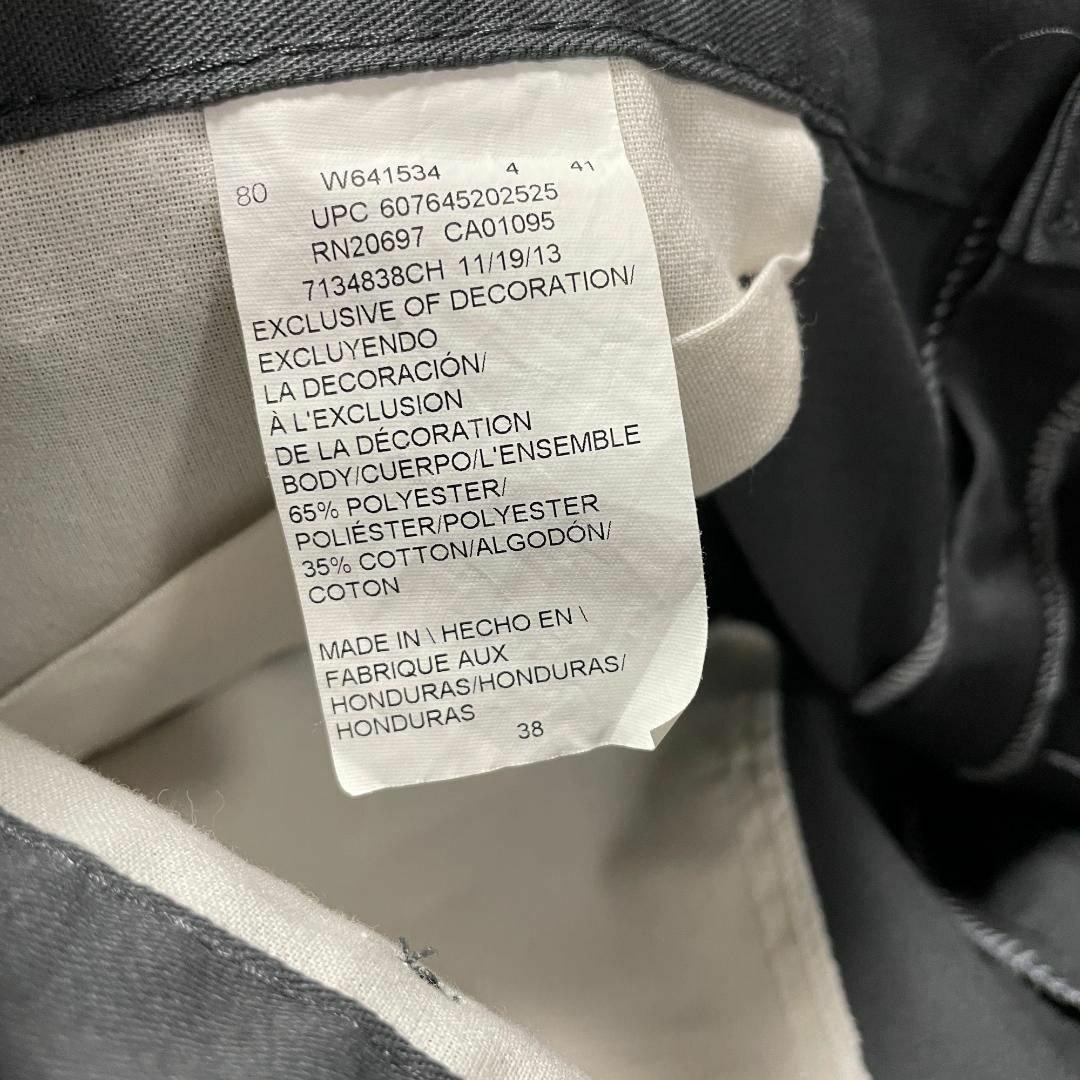 80 W641534 4 41
UPC 607645202525
RN20697 CA01095
7134838CH 11/19/13
EXCLUSIVE OF DECORATION/
EXCLUYENDO
LA DECORACIÓN/
À L'EXCLUSION
DE LA DÉCORATION
BODY/CUERPO/L'ENSEMBLE
65% POLYESTER/
POLIÉSTER/POLYESTER
35% COTTON/ALGODÓN/
COTON
MADE IN \ HECHO EN \
FABRIQUE AUX
HONDURAS/HONDURAS/
HONDURAS
38